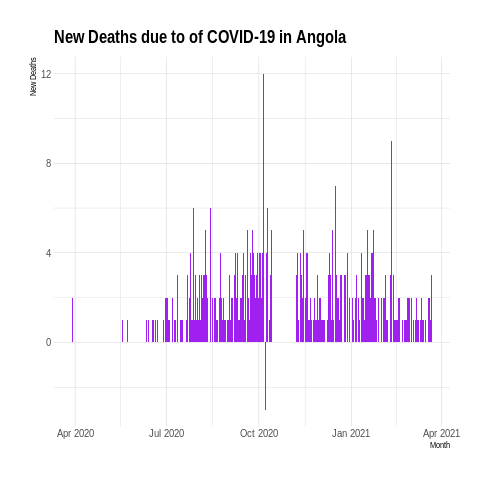 New Deaths due to of COVID-19 in Angola
New Deaths
12
8
4
0
Apr 2020 Jul 2020 Oct 2020 Jan 2021 Apr 2021
Month